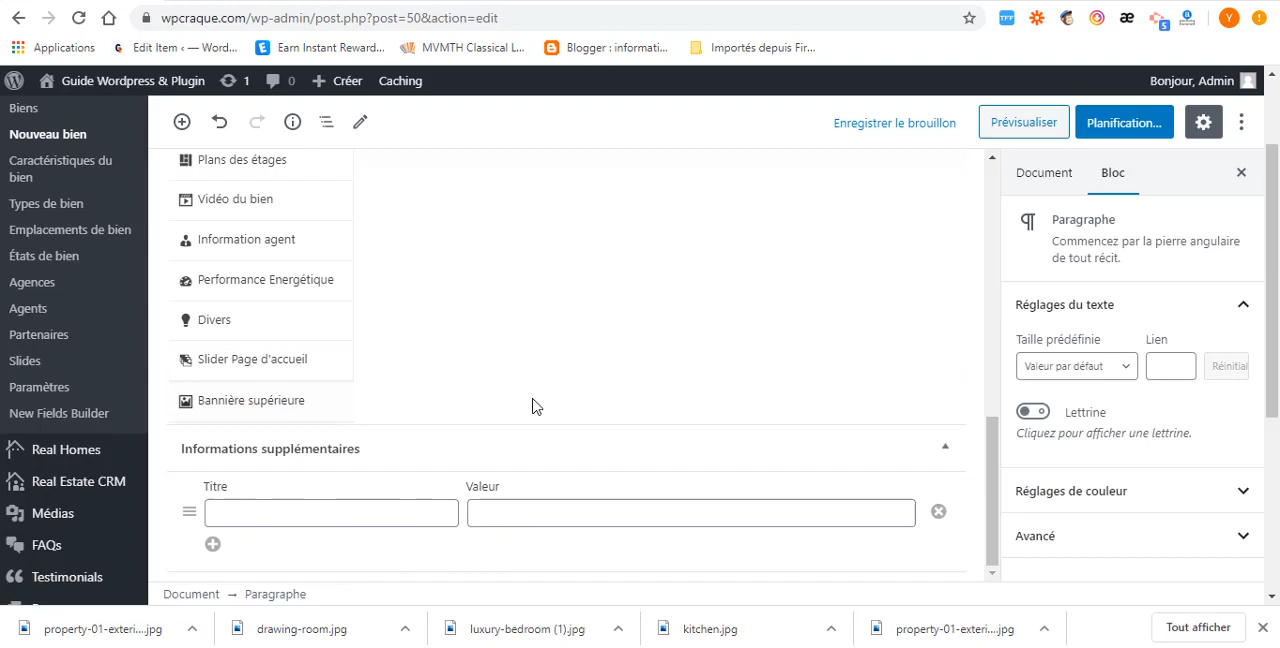 wpcraque.com/wp-admin/post.php?post=50&action=edit
TFF
æ
5
Y
Applications
Edit Item ‹ — Word...
Earn Instant Reward...
MVMTH Classical L...
Blogger : informati...
Importés depuis Fir...
Guide Wordpress & Plugin
1
0
Créer
Caching
Bonjour, Admin
Biens
Nouveau bien
Caractéristiques du
bien
Types de bien
Emplacements de bien
États de bien
Agences
Agents
Partenaires
Slides
Paramètres
New Fields Builder
Real Homes
Real Estate CRM
Médias
FAQs
Testimonials
Enregistrer le brouillon
Prévisualiser
Planification...
Plans des étages
Vidéo du bien
Information agent
Performance Energétique
Divers
Slider Page d'accueil
Bannière supérieure
Informations supplémentaires
Titre
Valeur
Document → Paragraphe
Document
Bloc
Paragraphe
Commencez par la pierre angulaire
de tout récit.
Réglages du texte
Taille prédéfinie
Lien
Valeur par défaut
Réinitial
Lettrine
Cliquez pour afficher une lettrine.
Réglages de couleur
Avancé
property-01-exteri....jpg
drawing-room.jpg
luxury-bedroom (1).jpg
kitchen.jpg
property-01-exteri....jpg
Tout afficher